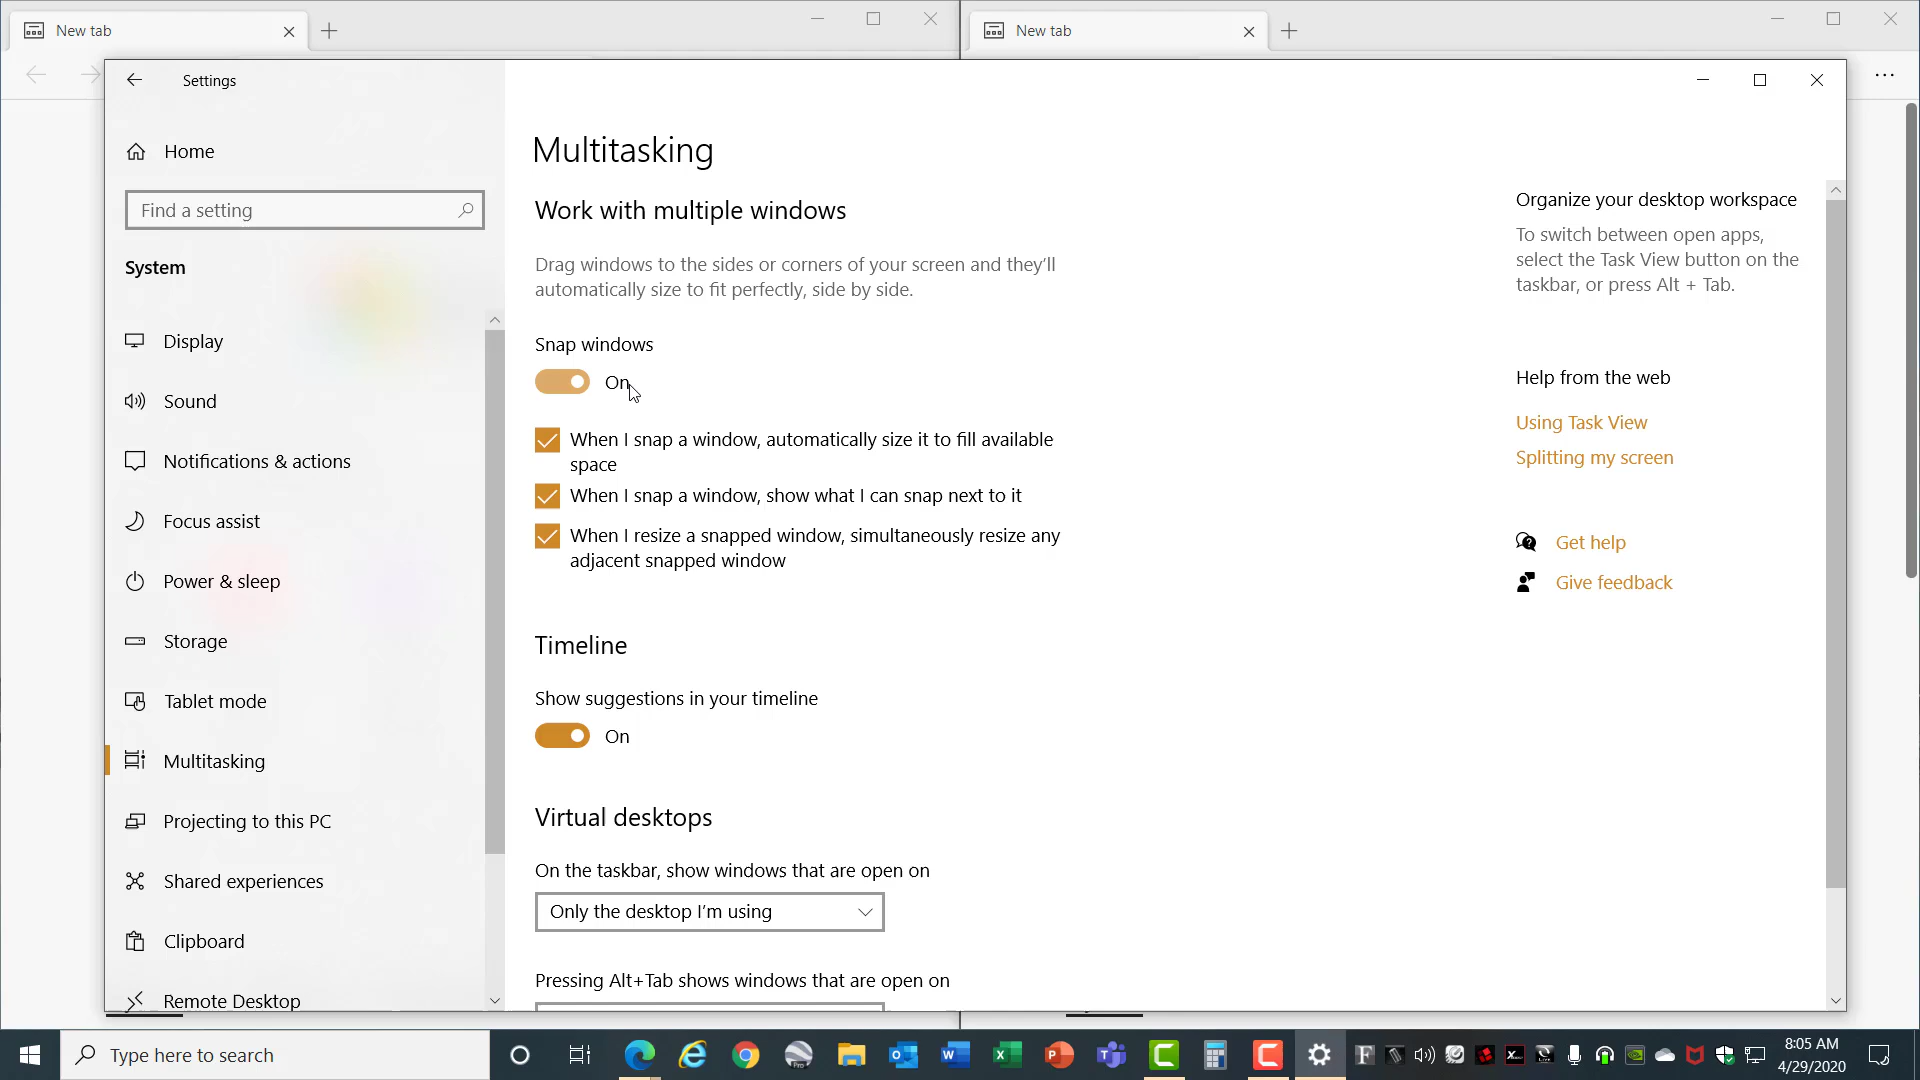 New tab
New tab
Settings
Home
Find a setting
System
Display
Sound
Notifications & actions
Focus assist
Power & sleep
Storage
Tablet mode
Multitasking
Projecting to this PC
Shared experiences
Clipboard
Remote Desktop
Multitasking
Work with multiple windows
Drag windows to the sides or corners of your screen and they'll
automatically size to fit perfectly, side by side.
Snap windows
On
When I snap a window, automatically size it to fill available
space
When I snap a window, show what I can snap next to it
When I resize a snapped window, simultaneously resize any
adjacent snapped window
Timeline
Show suggestions in your timeline
On
Virtual desktops
On the taskbar, show windows that are open on
Only the desktop I'm using
Pressing Alt+Tab shows windows that are open on
Organize your desktop workspace
To switch between open apps,
select the Task View button on the
taskbar, or press Alt + Tab.
Help from the web
Using Task View
Splitting my screen
Get help
Give feedback
Type here to search
8:05 AM
4/29/2020